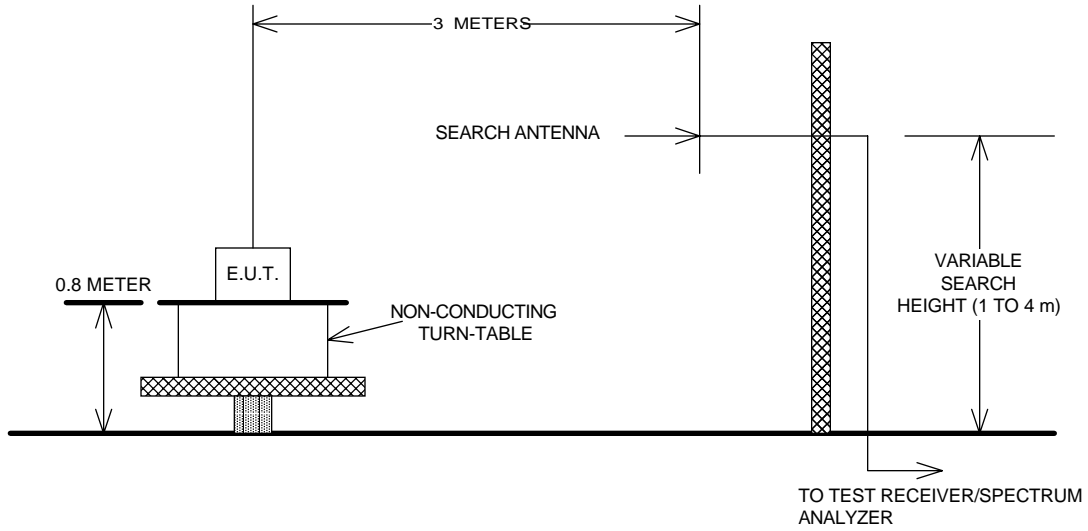 3 METERS
SEARCH ANTENNA
E.U.T.
0.8 METER
NON-CONDUCTING
TURN-TABLE
VARIABLE
SEARCH
HEIGHT (1 TO 4 m)
TO TEST RECEIVER/SPECTRUM
ANALYZER